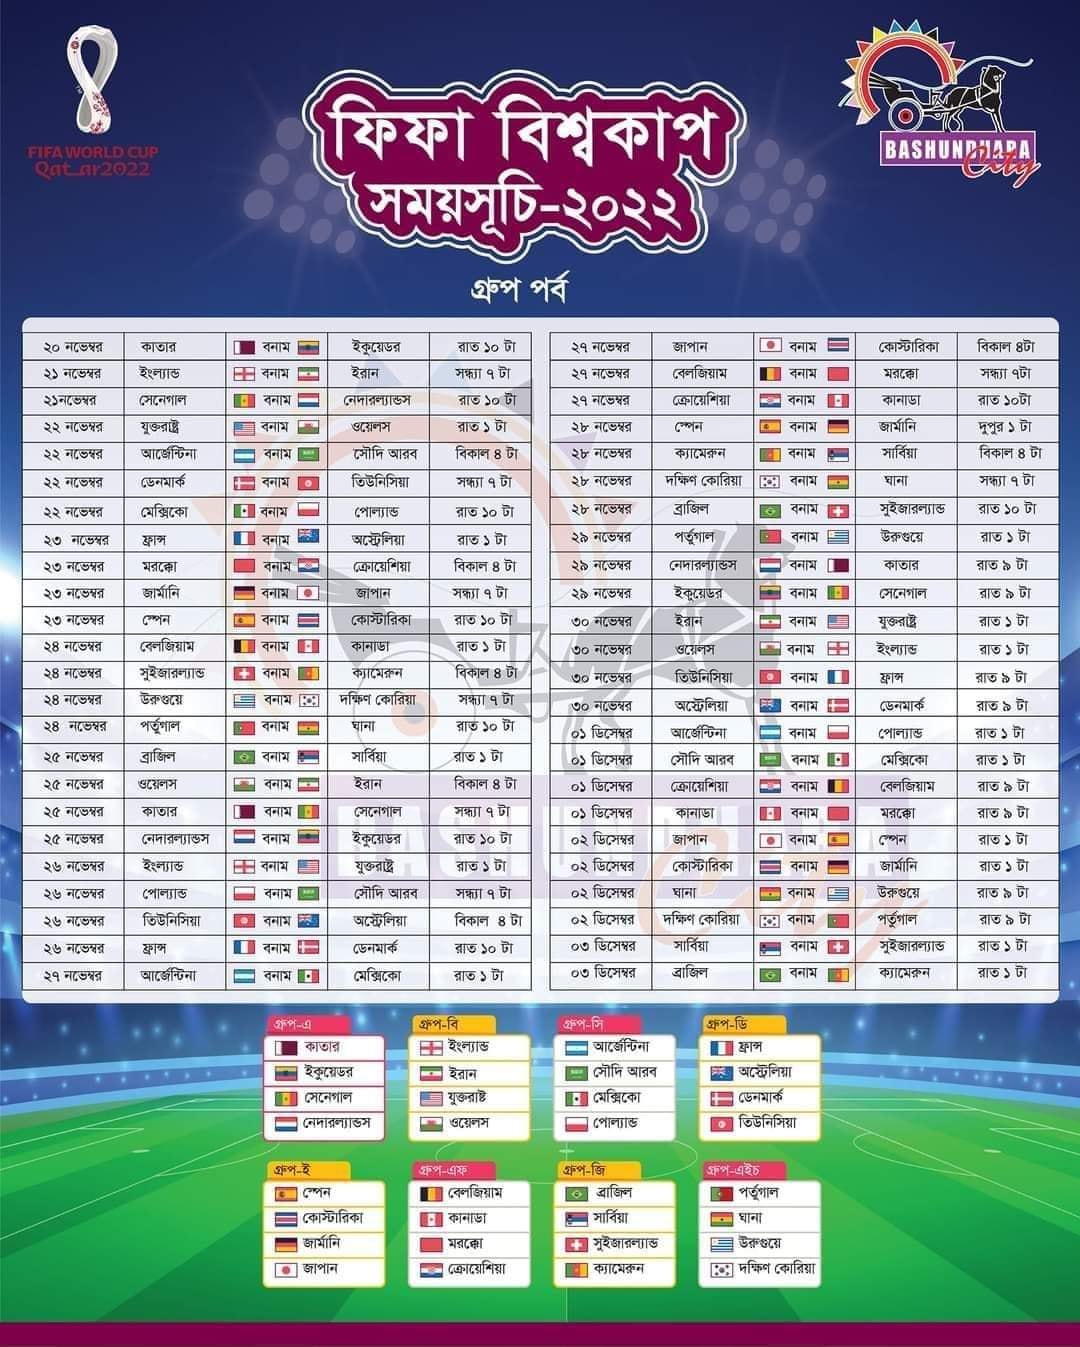 FIFA WORLD CUP
Qatar2022
BASHUNDHARA
City
ফিফা বিশ্বকাপ
সময়সূচি-২০২২
গ্রুপ পর্ব
২০ নভেম্বর কাতার বনাম ইকুয়েডর রাত ১০ টা
২১ নভেম্বর ইংল্যান্ড বনাম ইরান সন্ধ্যা ৭ টা
২১নভেম্বর সেনেগাল বনাম নেদারল্যান্ডস রাত ১০ টা
২২ নভেম্বর যুক্তরাষ্ট্র বনাম ওয়েলস রাত ১ টা
২২ নভেম্বর আর্জেন্টিনা বনাম সৌদি আরব বিকাল ৪ টা
২২ নভেম্বর ডেনমার্ক বনাম তিউনিসিয়া সন্ধ্যা ৭ টা
২২ নভেম্বর মেক্সিকো বনাম পোল্যান্ড রাত ১০ টা
২৩ নভেম্বর ফ্রান্স বনাম অস্ট্রেলিয়া রাত ১ টা
২৩ নভেম্বর মরক্কো বনাম ক্রোয়েশিয়া বিকাল ৪ টা
২৩ নভেম্বর জার্মানি বনাম জাপান সন্ধ্যা ৭ টা
২৩ নভেম্বর স্পেন বনাম কোস্টারিকা রাত ১০ টা
২৪ নভেম্বর বেলজিয়াম বনাম কানাডা রাত ১ টা
২৪ নভেম্বর সুইজারল্যান্ড বনাম ক্যামেরুন বিকাল ৪ টা
২৪ নভেম্বর উরুগুয়ে বনাম দক্ষিণ কোরিয়া সন্ধ্যা ৭ টা
২৪ নভেম্বর পর্তুগাল বনাম ঘানা রাত ১০ টা
২৫ নভেম্বর ব্রাজিল বনাম সার্বিয়া রাত ১ টা
২৫ নভেম্বর ওয়েলস বনাম ইরান বিকাল ৪ টা
২৫ নভেম্বর কাতার বনাম সেনেগাল সন্ধ্যা ৭ টা
২৫ নভেম্বর নেদারল্যান্ডস বনাম ইকুয়েডর রাত ১০ টা
২৬ নভেম্বর ইংল্যান্ড বনাম যুক্তরাষ্ট্র রাত ১ টা
২৬ নভেম্বর পোল্যান্ড বনাম সৌদি আরব সন্ধ্যা ৭ টা
২৬ নভেম্বর তিউনিসিয়া বনাম অস্ট্রেলিয়া বিকাল ৪ টা
২৬ নভেম্বর ফ্রান্স বনাম ডেনমার্ক রাত ১০ টা
২৭ নভেম্বর আর্জেন্টিনা বনাম মেক্সিকো রাত ১ টা
২৭ নভেম্বর জাপান বনাম কোস্টারিকা বিকাল ৪টা
২৭ নভেম্বর বেলজিয়াম বনাম মরক্কো সন্ধ্যা ৭টা
২৭ নভেম্বর ক্রোয়েশিয়া বনাম কানাডা রাত ১০টা
২৮ নভেম্বর স্পেন বনাম জার্মানি দুপুর ১ টা
২৮ নভেম্বর ক্যামেরুন বনাম সার্বিয়া বিকাল ৪ টা
২৮ নভেম্বর দক্ষিণ কোরিয়া বনাম ঘানা সন্ধ্যা ৭ টা
২৮ নভেম্বর ব্রাজিল বনাম সুইজারল্যান্ড রাত ১০ টা
২৯ নভেম্বর পর্তুগাল বনাম উরুগুয়ে রাত ১ টা
২৯ নভেম্বর নেদারল্যান্ডস বনাম কাতার রাত ৯ টা
২৯ নভেম্বর ইকুয়েডর বনাম সেনেগাল রাত ৯ টা
৩০ নভেম্বর ইরান বনাম যুক্তরাষ্ট্র রাত ১ টা
৩০ নভেম্বর ওয়েলস বনাম ইংল্যান্ড রাত ১ টা
৩০ নভেম্বর তিউনিসিয়া বনাম ফ্রান্স রাত ৯ টা
৩০ নভেম্বর অস্ট্রেলিয়া বনাম ডেনমার্ক রাত ৯ টা
০১ ডিসেম্বর আর্জেন্টিনা বনাম পোল্যান্ড রাত ১ টা
০১ ডিসেম্বর সৌদি আরব বনাম মেক্সিকো রাত ১ টা
০১ ডিসেম্বর ক্রোয়েশিয়া বনাম বেলজিয়াম রাত ৯ টা
০১ ডিসেম্বর কানাডা বনাম মরক্কো রাত ৯ টা
০২ ডিসেম্বর জাপান বনাম স্পেন রাত ১ টা
০২ ডিসেম্বর কোস্টারিকা বনাম জার্মানি রাত ১ টা
০২ ডিসেম্বর ঘানা বনাম উরুগুয়ে রাত ৯ টা
০২ ডিসেম্বর দক্ষিণ কোরিয়া বনাম পর্তুগাল রাত ৯ টা
০৩ ডিসেম্বর সার্বিয়া বনাম সুইজারল্যান্ড রাত ১ টা
০৩ ডিসেম্বর ব্রাজিল বনাম ক্যামেরুন রাত ১ টা
গ্রুপ-এ
কাতার
ইকুয়েডর
সেনেগাল
নেদারল্যান্ডস
গ্রুপ-বি
ইংল্যান্ড
ইরান
যুক্তরাষ্ট
ওয়েলস
গ্রুপ-সি
আর্জেন্টিনা
সৌদি আরব
মেক্সিকো
পোল্যান্ড
গ্রুপ-ডি
ফ্রান্স
অস্ট্রেলিয়া
ডেনমার্ক
তিউনিসিয়া
গ্রুপ-ই
স্পেন
কোস্টারিকা
জার্মানি
জাপান
গ্রুপ-এফ
বেলজিয়াম
কানাডা
মরক্কো
ক্রোয়েশিয়া
গ্রুপ-জি
ব্রাজিল
সার্বিয়া
সুইজারল্যান্ড
ক্যামেরুন
গ্রুপ-এইচ
পর্তুগাল
ঘানা
উরুগুয়ে
দক্ষিণ কোরিয়া